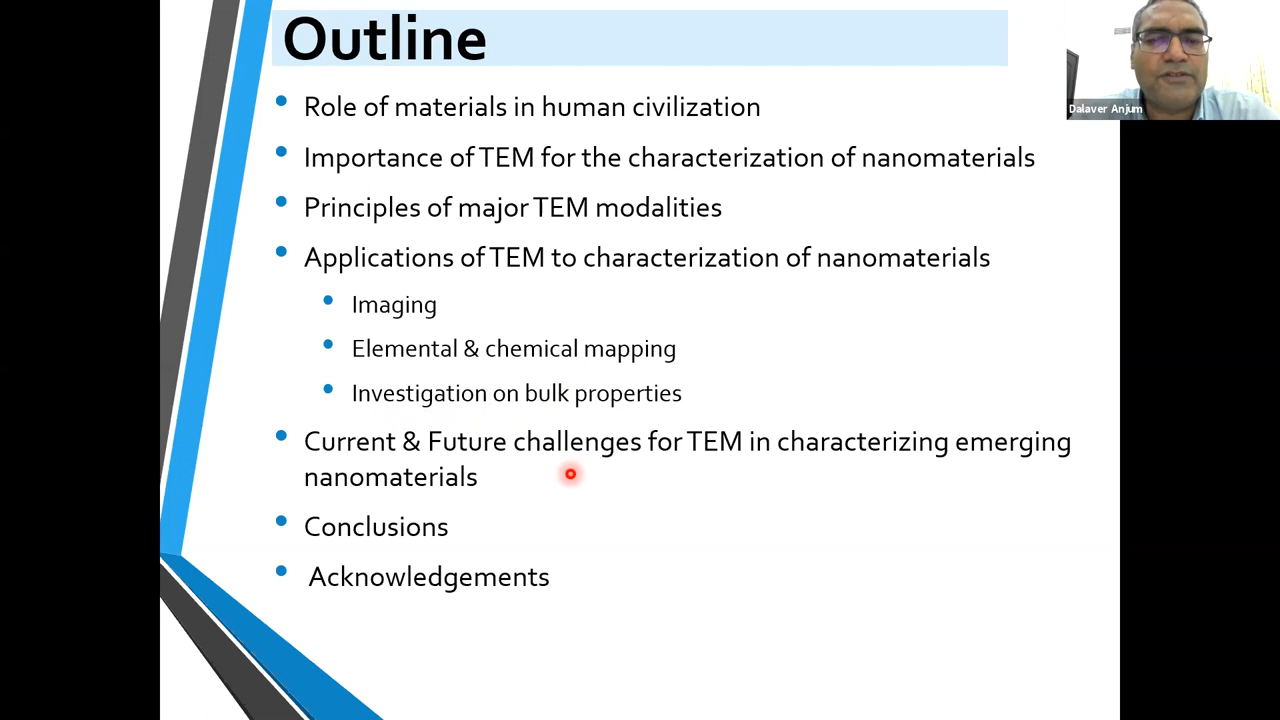 Outline
Dalaver Anjum
Role of materials in human civilization
Importance of TEM for the characterization of nanomaterials
Principles of major TEM modalities
Applications of TEM to characterization of nanomaterials
Imaging
Elemental & chemical mapping
Investigation on bulk properties
Current & Future challenges for TEM in characterizing emerging
nanomaterials
Conclusions
Acknowledgements